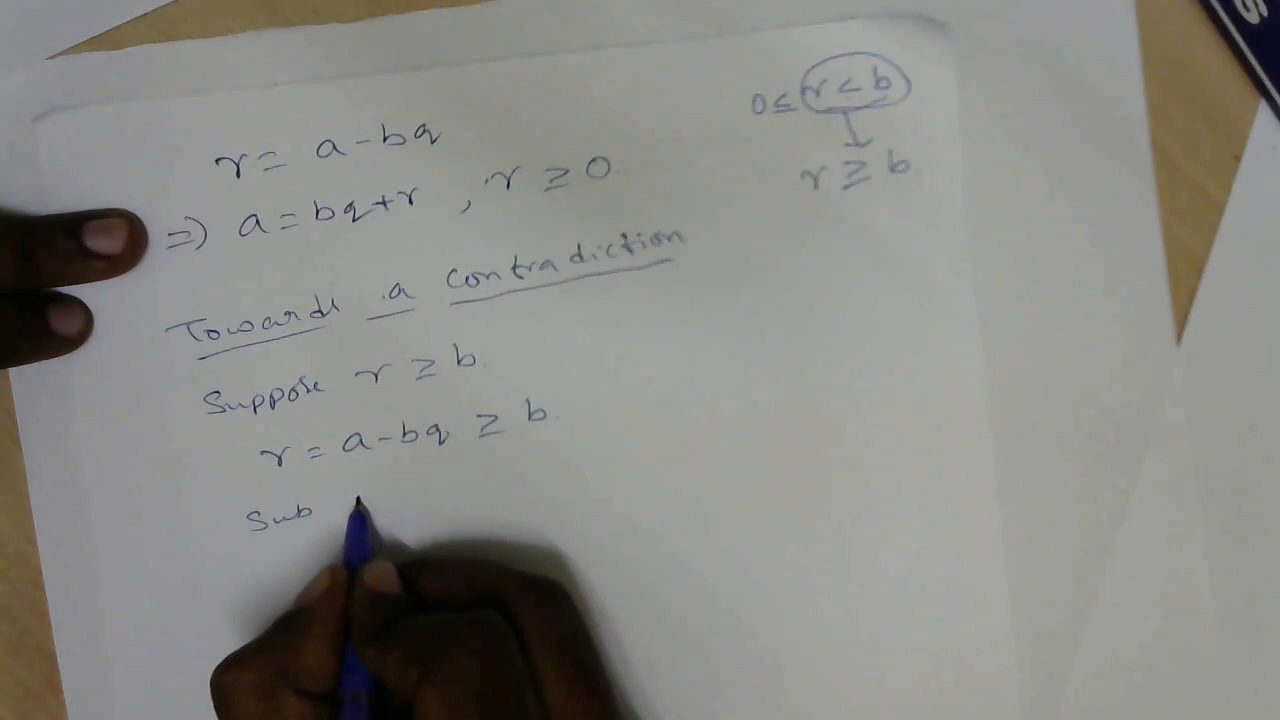 0 ≤ r < b
r ≥ b
r = a - bq
⇒) a = bq + r , r ≥ 0
Towards a contradiction
Suppose r ≥ b
r = a - bq ≥ b
Sub